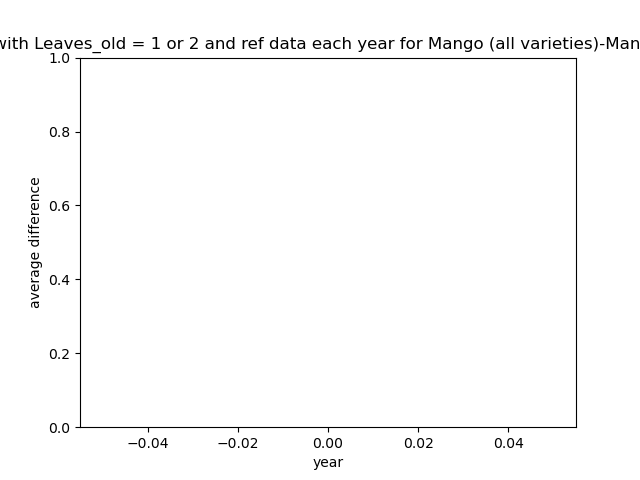 with Leaves_old = 1 or 2 and ref data each year for Mango (all varieties)-Man
1.0
0.8
0.6
0.4
0.2
0.0
average difference
−0.04 −0.02 0.00 0.02 0.04
year